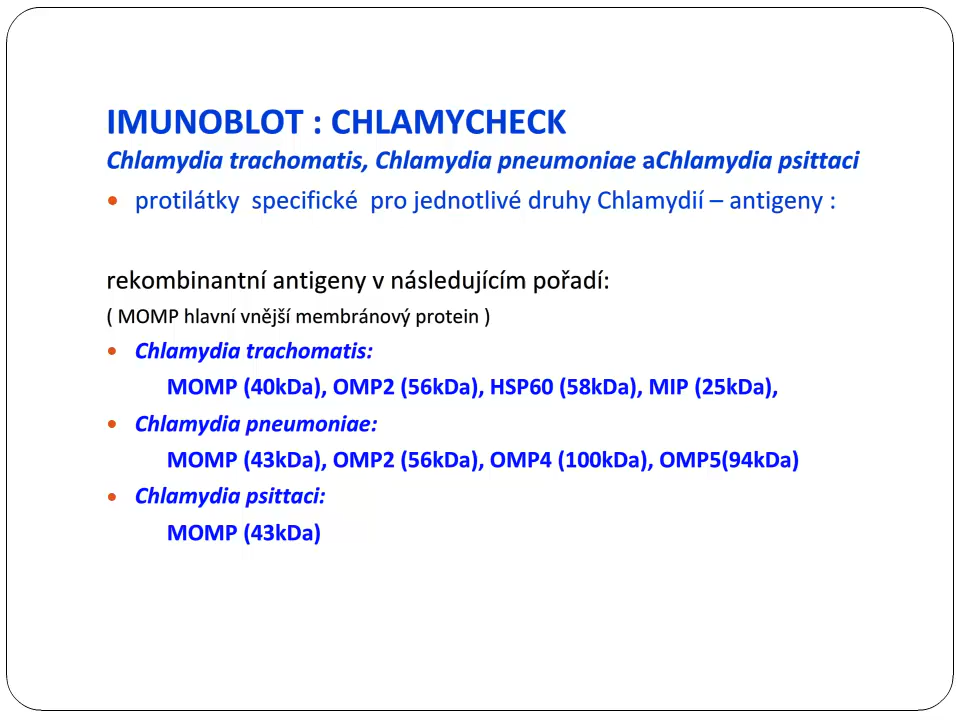 IMUNOBLOT : CHLAMYCHECK
Chlamydia trachomatis, Chlamydia pneumoniae aChlamydia psittaci
• protilátky specifické pro jednotlivé druhy Chlamydií – antigeny :
rekombinantní antigeny v následujícím pořadí:
( MOMP hlavní vnější membránový protein )
• Chlamydia trachomatis:
MOMP (40kDa), OMP2 (56kDa), HSP60 (58kDa), MIP (25kDa),
• Chlamydia pneumoniae:
MOMP (43kDa), OMP2 (56kDa), OMP4 (100kDa), OMP5(94kDa)
• Chlamydia psittaci:
MOMP (43kDa)